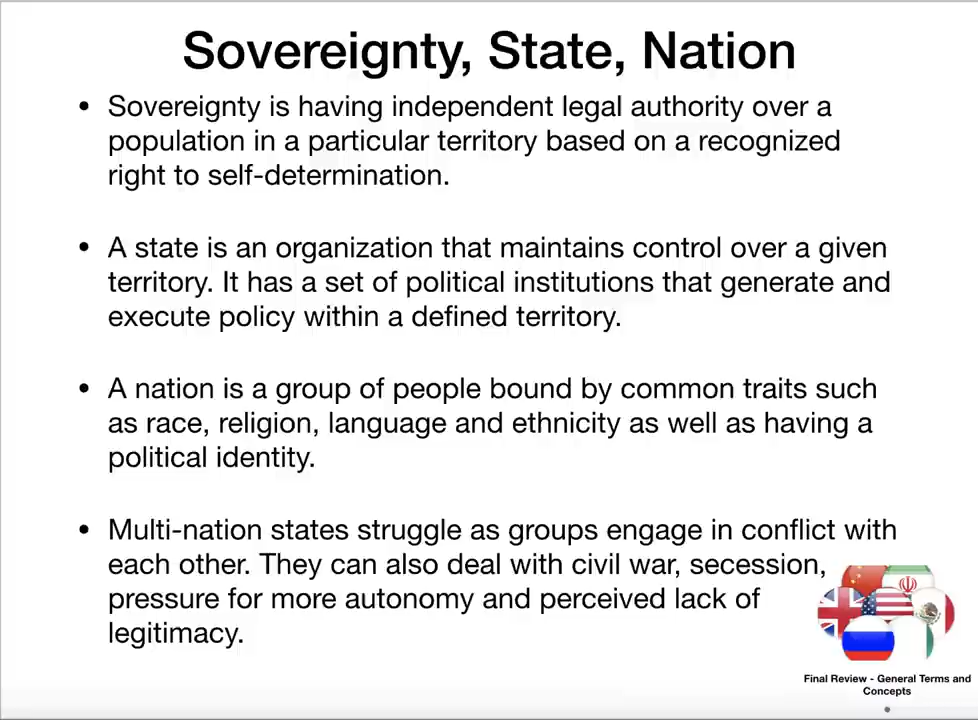 Sovereignty, State, Nation
• Sovereignty is having independent legal authority over a
population in a particular territory based on a recognized
right to self-determination.
• A state is an organization that maintains control over a given
territory. It has a set of political institutions that generate and
execute policy within a defined territory.
• A nation is a group of people bound by common traits such
as race, religion, language and ethnicity as well as having a
political identity.
• Multi-nation states struggle as groups engage in conflict with
each other. They can also deal with civil war, secession,
pressure for more autonomy and perceived lack of
legitimacy.
Final Review - General Terms and
Concepts